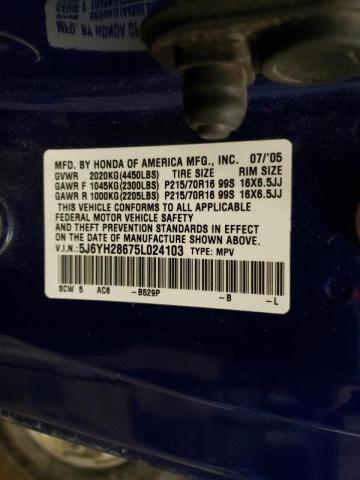 MFD. BY HONDA OF AMERICA MFG., INC. 07/'05
GVWR 2020KG(4450LBS) TIRE SIZE RIM SIZE
GAWR F 1045KG(2300LBS) P215/70R16 99S 16X6.5JJ
GAWR R 1000KG(2205LBS) P215/70R16 99S 16X6.5JJ
THIS VEHICLE CONFORMS TO ALL APPLICABLE
FEDERAL MOTOR VEHICLE SAFETY
AND THEFT PREVENTION STANDARDS IN EFFECT
ON THE DATE OF MANUFACTURE SHOWN ABOVE.
V.I.N.: 5J6YH28675L024103 TYPE: MPV
SCW 5 AC6 -B529P -B -L